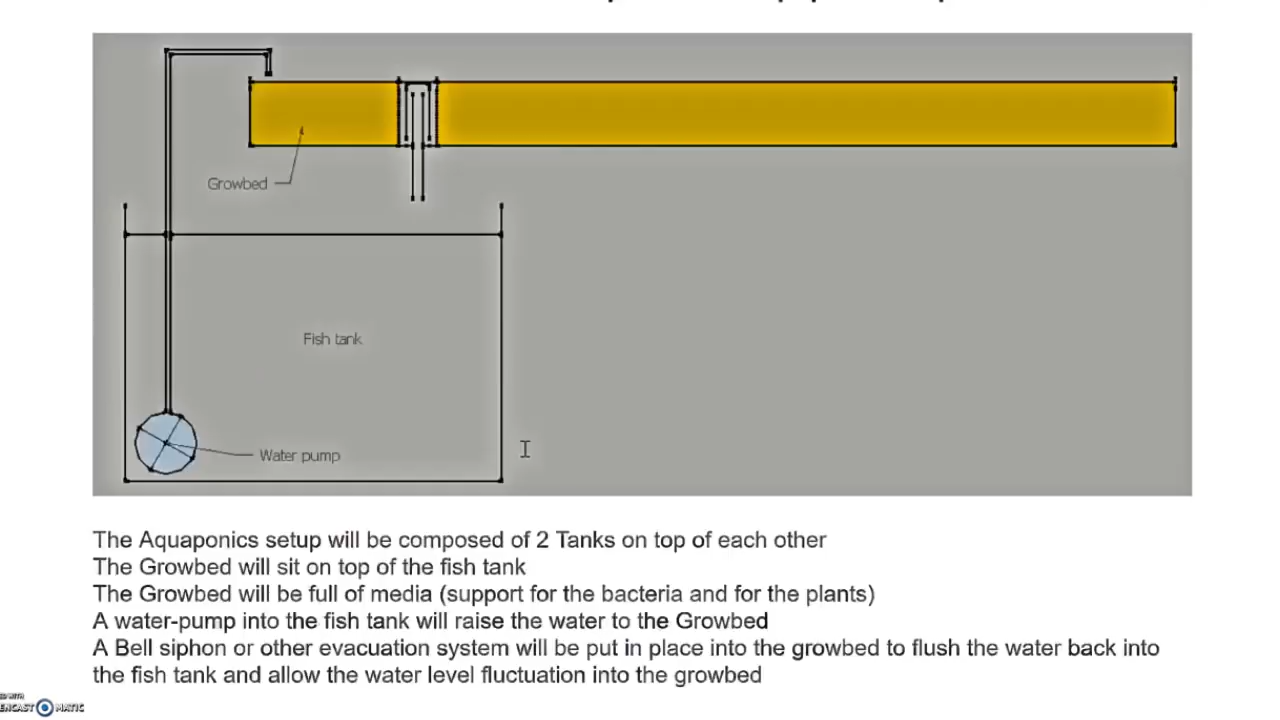 Growbed
Fish tank
Water pump
The Aquaponics setup will be composed of 2 Tanks on top of each other
The Growbed will sit on top of the fish tank
The Growbed will be full of media (support for the bacteria and for the plants)
A water-pump into the fish tank will raise the water to the Growbed
A Bell siphon or other evacuation system will be put in place into the growbed to flush the water back into
the fish tank and allow the water level fluctuation into the growbed
ENCAST MATIC